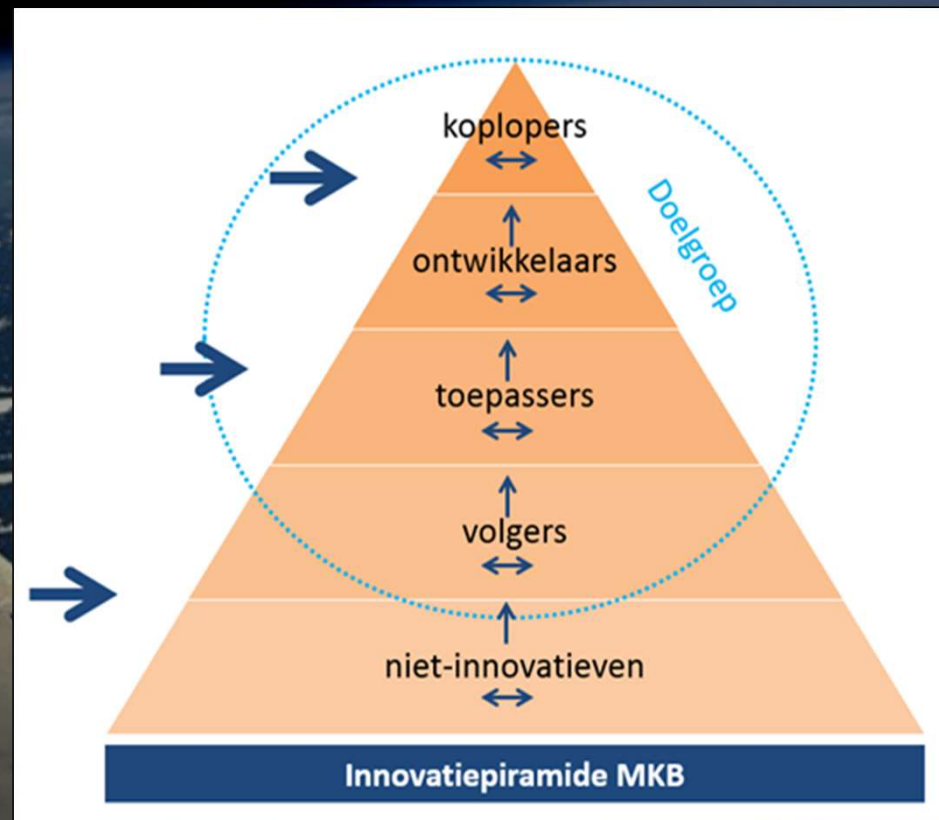 koplopers
Doelgroep
ontwikkelaars
toepassers
volgers
niet-innovatieven
Innovatiepiramide MKB